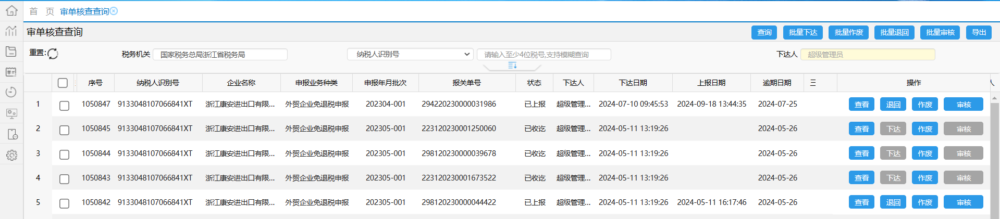 首 页 审单核查查询
审单核查查询 查询 批量下达 批量作废 批量退回 批量审核 导出
重置: 税务机关 国家税务总局浙江省税务局 纳税人识别号 请输入至少4位税号,支持模糊查询 下达人 超级管理员
序号 纳税人识别号 企业名称 申报业务种类 申报年月批次 报关单号 状态 下达人 下达日期 上报日期 逾期日期 操作
1 1050847 9133048107066841XT 浙江康安进出口有限... 外贸企业免退税申报 202304-001 294220230000031986 已上报 超级管理... 2024-07-10 09:45:53 2024-09-18 13:44:35 2024-07-25 查看 退回 作废 审核
2 1050845 9133048107066841XT 浙江康安进出口有限... 外贸企业免退税申报 202305-001 223120230001250060 已收讫 超级管理... 2024-05-11 13:19:26 2024-05-26 查看 下达 作废 审核
3 1050844 9133048107066841XT 浙江康安进出口有限... 外贸企业免退税申报 202305-001 298120230000039678 已收讫 超级管理... 2024-05-11 13:19:26 2024-05-26 查看 下达 作废 审核
4 1050843 9133048107066841XT 浙江康安进出口有限... 外贸企业免退税申报 202305-001 223120230001673522 已收讫 超级管理... 2024-05-11 13:19:26 2024-05-26 查看 下达 作废 审核
5 1050842 9133048107066841XT 浙江康安进出口有限... 外贸企业免退税申报 202305-001 298120230000044422 已上报 超级管理... 2024-05-11 13:19:26 2024-05-11 16:17:46 2024-05-26 查看 退回 作废 审核